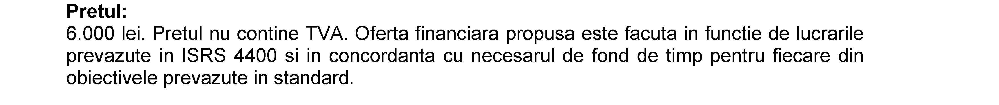 Pretul:
6.000 lei. Pretul nu contine TVA. Oferta financiara propusa este facuta in functie de lucrarile
prevazute in ISRS 4400 si in concordanta cu necesarul de fond de timp pentru fiecare din
obiectivele prevazute in standard.